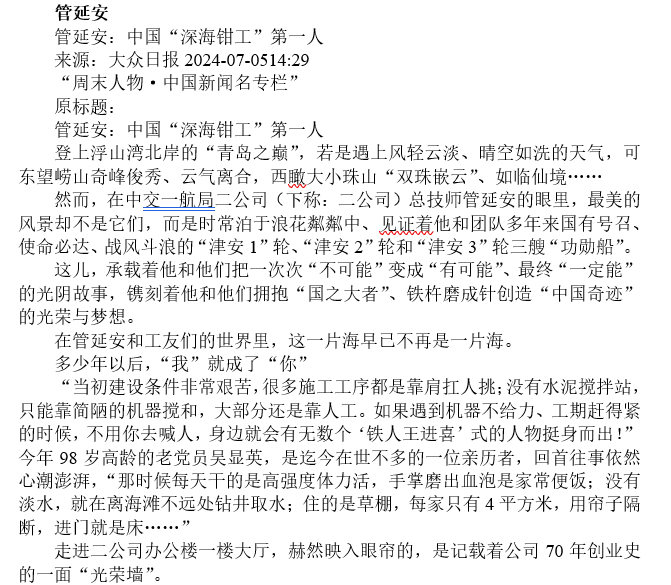 管延安
管延安：中国“深海钳工”第一人
来源：大众日报 2024-07-0514:29
“周末人物·中国新闻名专栏”
原标题：
管延安：中国“深海钳工”第一人
登上浮山湾北岸的“青岛之巅”，若是遇上风轻云淡、晴空如洗的天气，可
东望崂山奇峰俊秀、云气离合，西瞰大小珠山“双珠嵌云”、如临仙境……
然而，在中交一航局二公司（下称：二公司）总技师管延安的眼里，最美的
风景却不是它们，而是时常泊于浪花粼粼中、见证着他和团队多年来国有号召、
使命必达、战风斗浪的“津安 1”轮、“津安 2”轮和“津安 3”轮三艘“功勋船”。
这儿，承载着他和他们把一次次“不可能”变成“有可能”、最终“一定能”
的光阴故事，镌刻着他和他们拥抱“国之大者”、铁杵磨成针创造“中国奇迹”
的光荣与梦想。
在管延安和工友们的世界里，这一片海早已不再是一片海。
多少年以后，“我”就成了“你”
“当初建设条件非常艰苦，很多施工工序都是靠肩扛人挑；没有水泥搅拌站，
只能靠简陋的机器搅和，大部分还是靠人工。如果遇到机器不给力、工期赶得紧
的时候，不用你去喊人，身边就会有无数个‘铁人王进喜’式的人物挺身而出！”
今年 98 岁高龄的老党员吴显英，是迄今在世不多的一位亲历者，回首往事依然
心潮澎湃，“那时候每天干的是高强度体力活，手掌磨出血泡是家常便饭；没有
淡水，就在离海滩不远处钻井取水；住的是草棚，每家只有 4 平方米，用帘子隔
断，进门就是床……”
走进二公司办公楼一楼大厅，赫然映入眼帘的，是记载着公司 70 年创业史
的一面“光荣墙”。